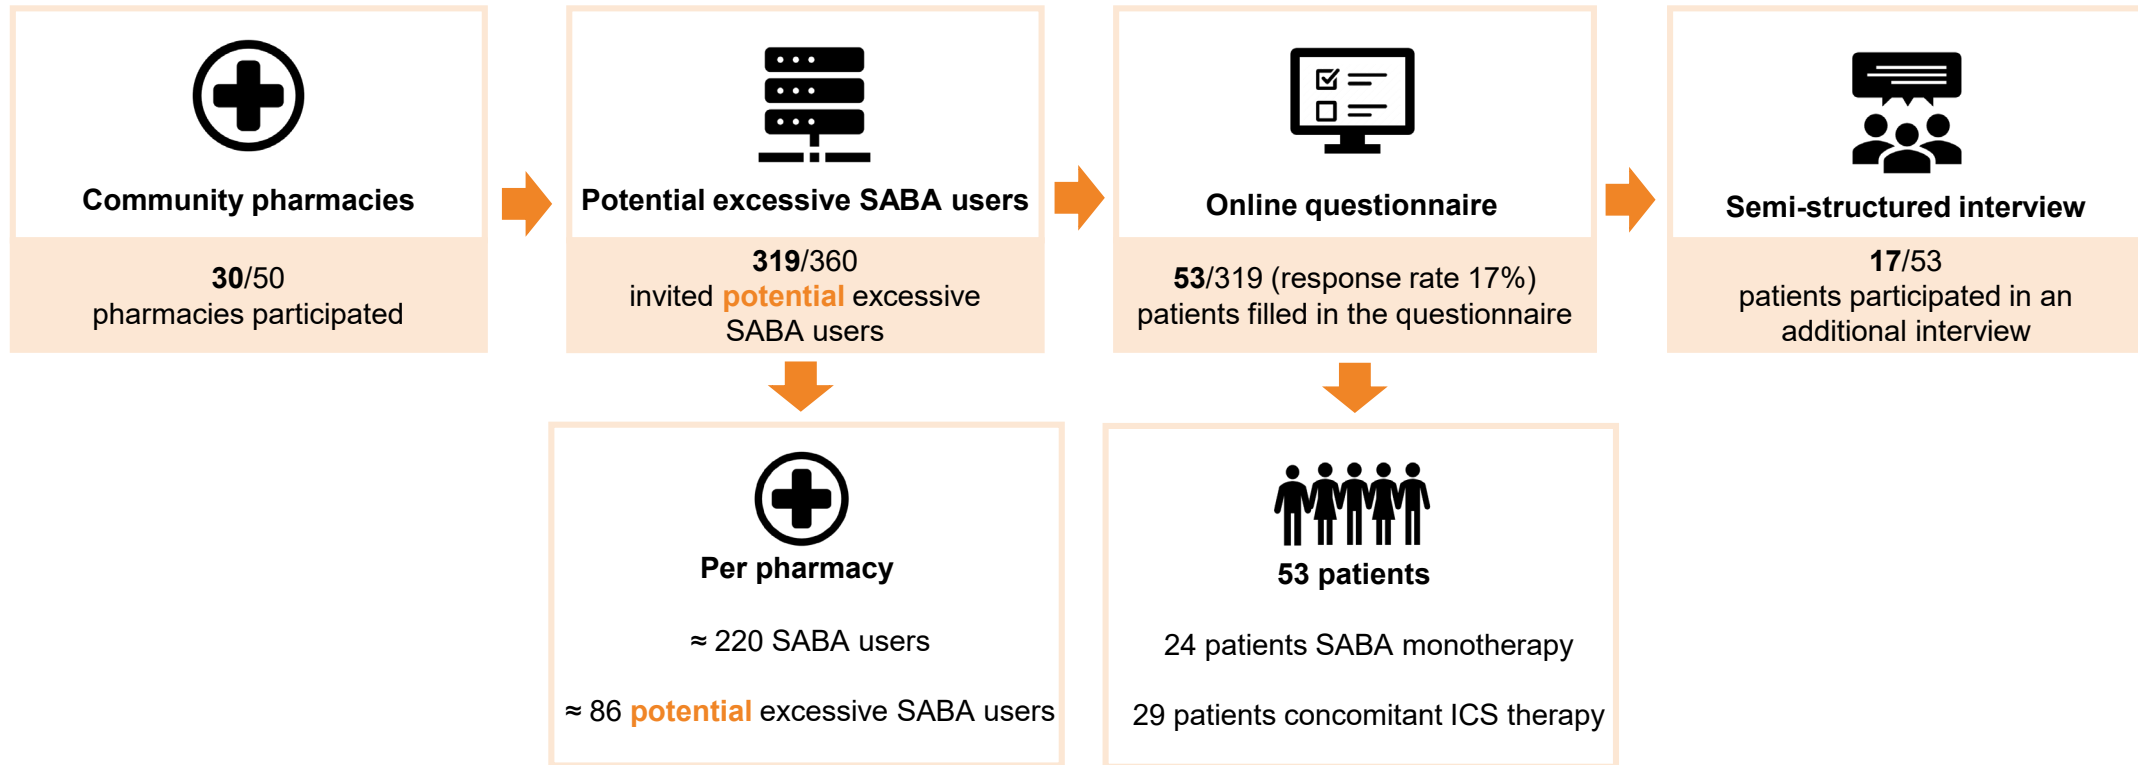 Community pharmacies
30/50
pharmacies participated
Potential excessive SABA users
319/360
invited potential excessive
SABA users
Online questionnaire
53/319 (response rate 17%)
patients filled in the questionnaire
Semi-structured interview
17/53
patients participated in an
additional interview
Per pharmacy
≈ 220 SABA users
≈ 86 potential excessive SABA users
53 patients
24 patients SABA monotherapy
29 patients concomitant ICS therapy